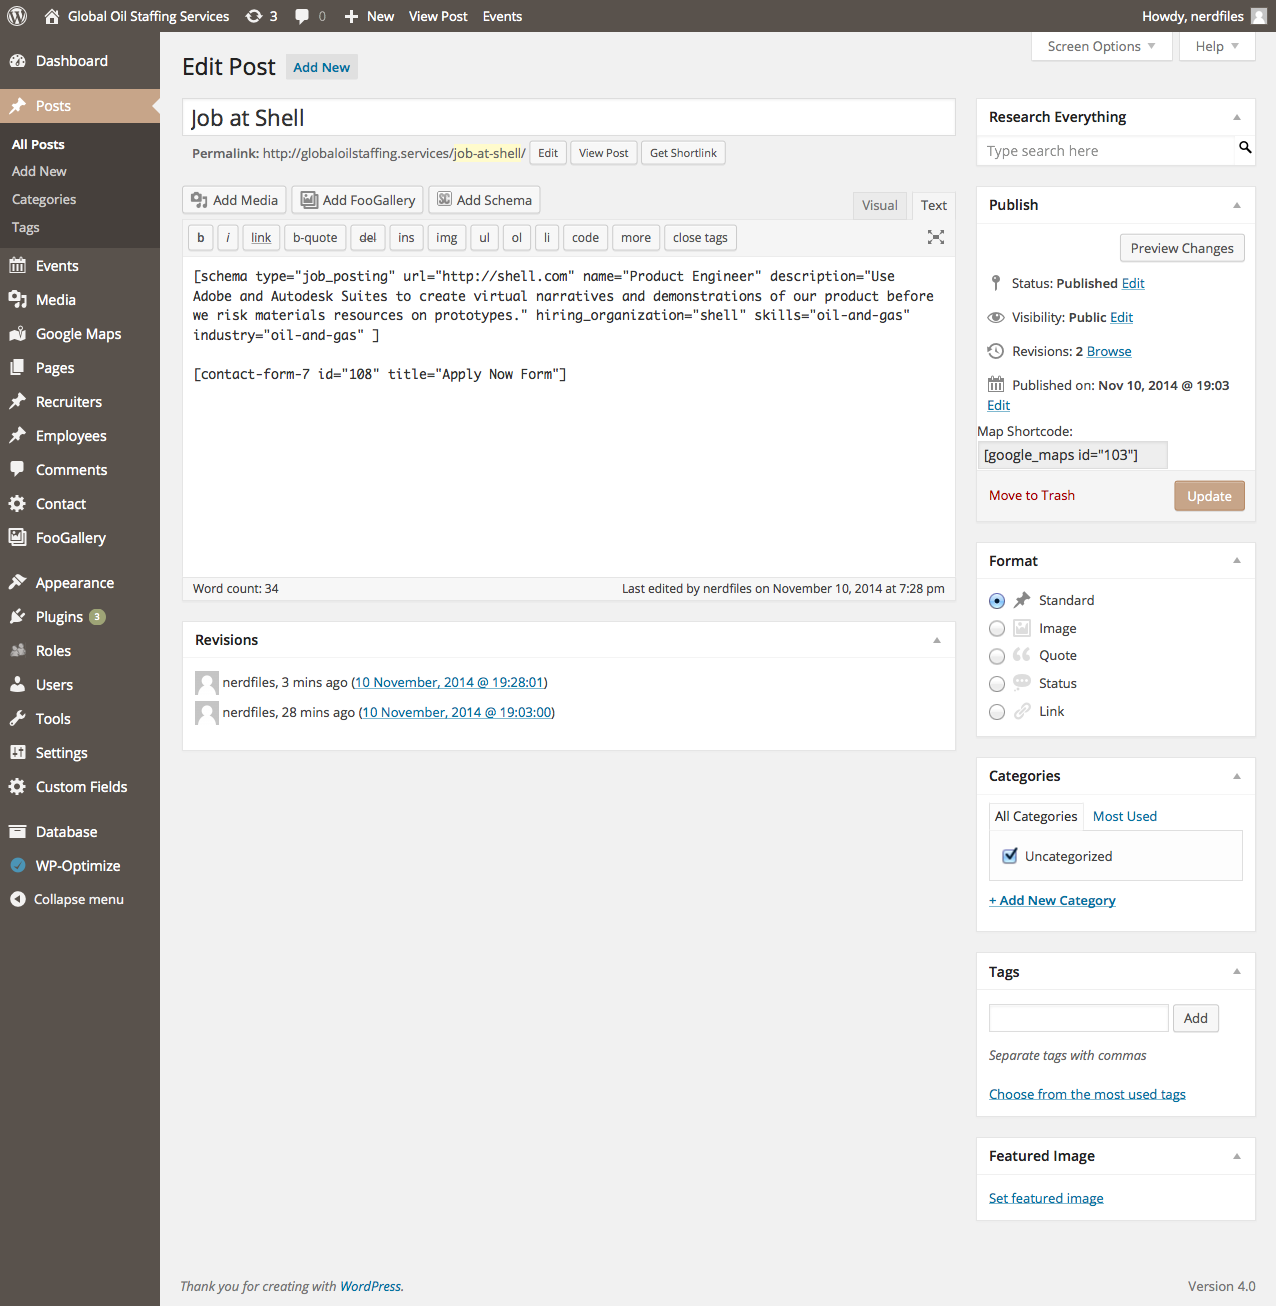 Global Oil Staffing Services 3 0 New View Post Events Howdy, nerdfiles
Screen Options Help
Dashboard
Posts
All Posts
Add New
Categories
Tags
Events
Media
Google Maps
Pages
Recruiters
Employees
Comments
Contact
FooGallery
Appearance
Plugins 3
Roles
Users
Tools
Settings
Custom Fields
Database
WP-Optimize
Collapse menu
Edit Post Add New
Job at Shell
Permalink: http://globaloilstaffing.services/job-at-shell/ Edit View Post Get Shortlink
Add Media Add FooGallery Add Schema
Visual Text
b i link b-quote del ins img ul ol li code more close tags
[schema type="job_posting" url="http://shell.com" name="Product Engineer" description="Use
Adobe and Autodesk Suites to create virtual narratives and demonstrations of our product before
we risk materials resources on prototypes." hiring_organization="shell" skills="oil-and-gas"
industry="oil-and-gas" ]
[contact-form-7 id="108" title="Apply Now Form"]
Word count: 34 Last edited by nerdfiles on November 10, 2014 at 7:28 pm
Revisions
nerdfiles, 3 mins ago (10 November, 2014 @ 19:28:01)
nerdfiles, 28 mins ago (10 November, 2014 @ 19:03:00)
Research Everything
Type search here
Publish
Preview Changes
Status: Published Edit
Visibility: Public Edit
Revisions: 2 Browse
Published on: Nov 10, 2014 @ 19:03
Edit
Map Shortcode:
[google_maps id="103"]
Move to Trash Update
Format
Standard
Image
Quote
Status
Link
Categories
All Categories Most Used
Uncategorized
+ Add New Category
Tags
Add
Separate tags with commas
Choose from the most used tags
Featured Image
Set featured image
Thank you for creating with WordPress. Version 4.0